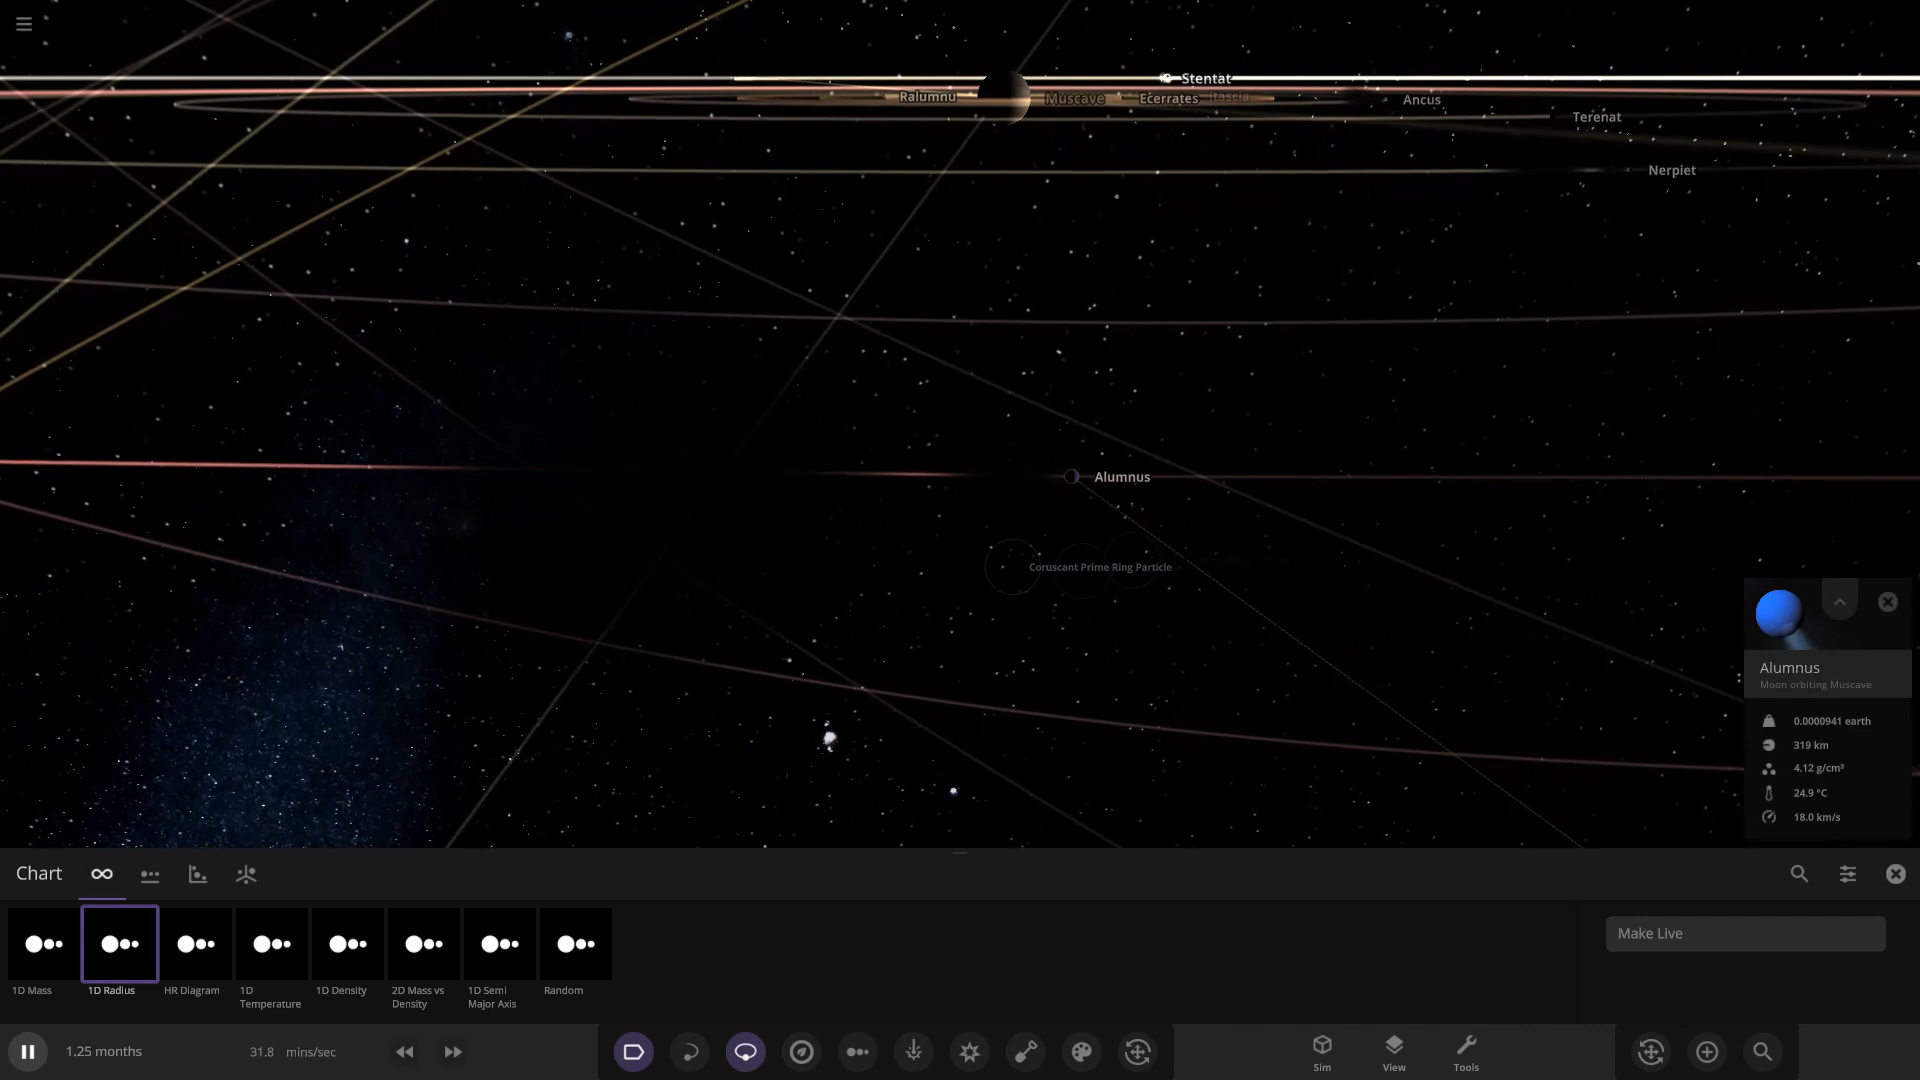 Stentat
Ralumnu
Muscave
Ecerrates
Ancus
Terenat
Nerpiet
Alumnus
Coruscant Prime Ring Particle
Alumnus
Moon orbiting Muscave
0.0000941 earth
319 km
4.12 g/cm³
24.9 °C
18.0 km/s
Chart
Make Live
1D Mass
1D Radius
HR Diagram
1D
Temperature
1D Density
2D Mass vs
Density
1D Semi
Major Axis
Random
1.25 months
31.8 mins/sec
Sim
View
Tools